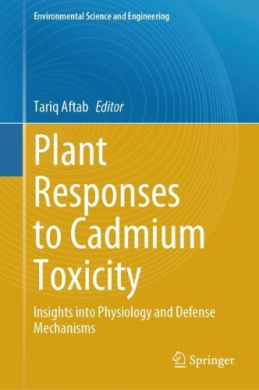 Environmental Science and Engineering
Tariq Aftab Editor
Plant
Responses
to Cadmium
Toxicity
Insights into Physiology and Defense
Mechanisms
Springer